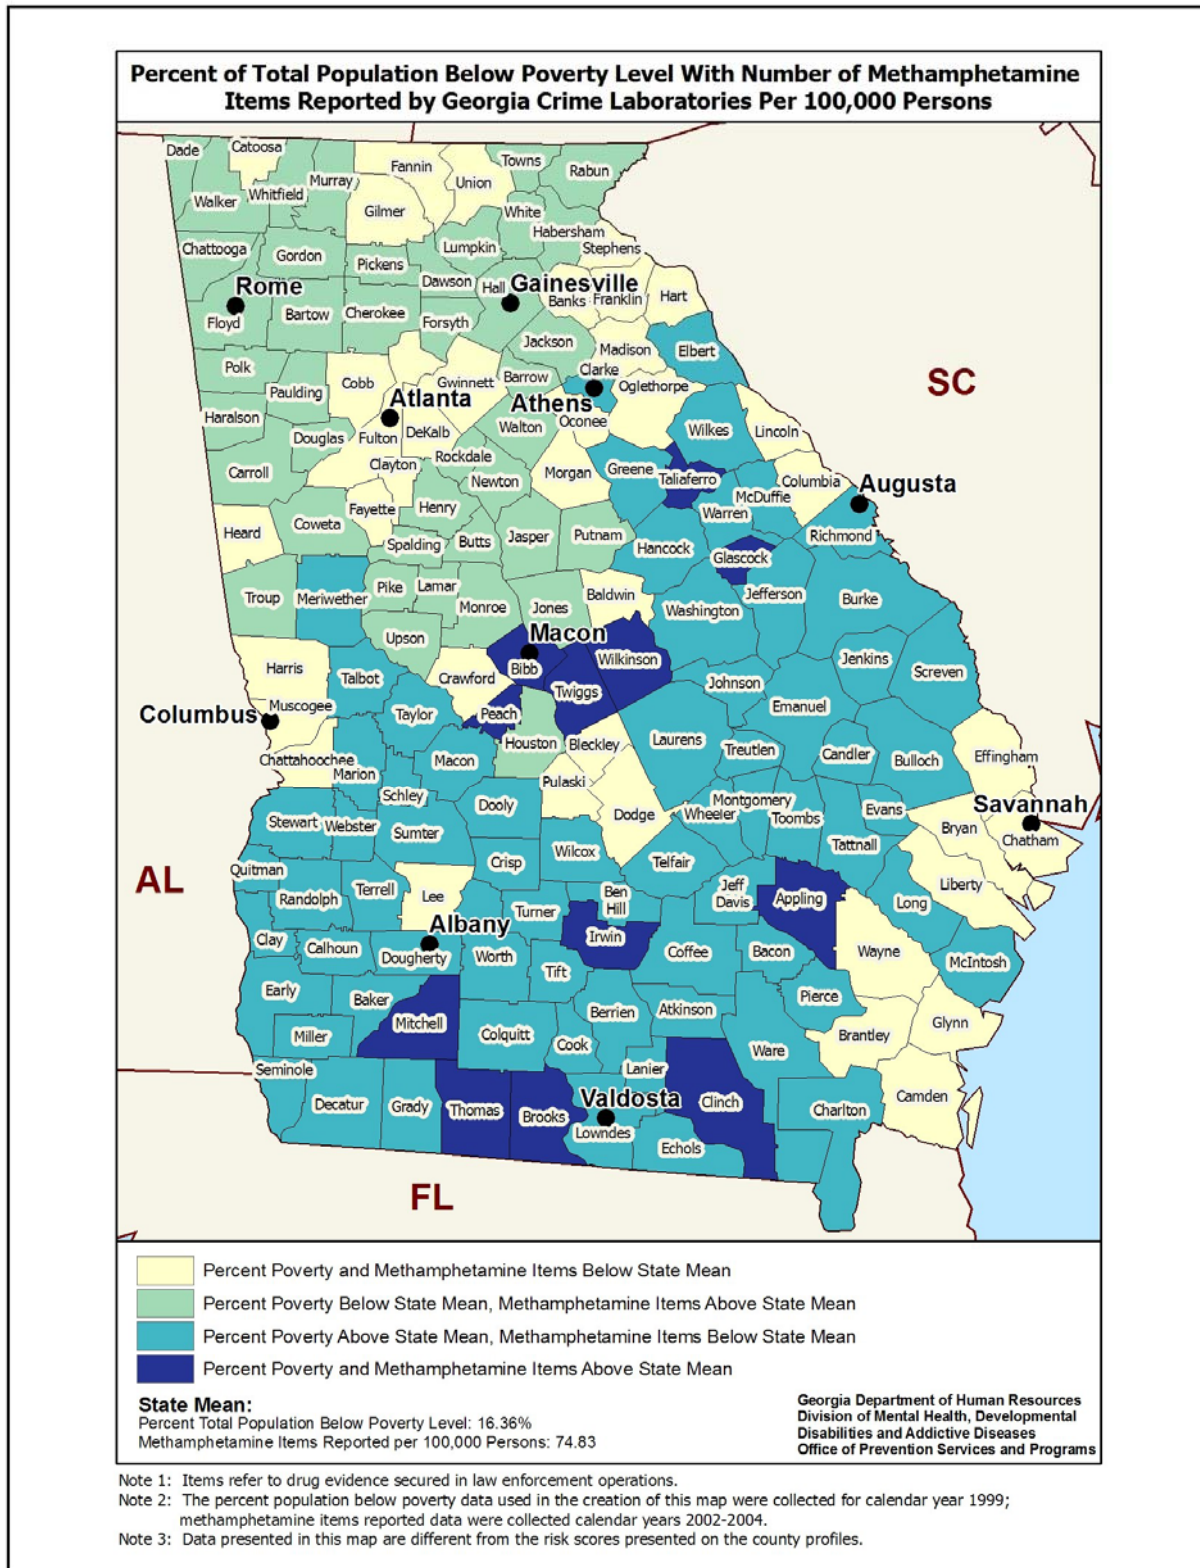 Percent of Total Population Below Poverty Level With Number of Methamphetamine
Items Reported by Georgia Crime Laboratories Per 100,000 Persons
Dade
Catoosa
Fannin
Towns
Rabun
Walker
Whitfield
Murray
Union
Gilmer
White
Habersham
Stephens
Chattooga
Gordon
Pickens
Lumpkin
Dawson
Hall
Gainesville
Banks
Franklin
Hart
Rome
Floyd
Bartow
Cherokee
Forsyth
Jackson
Madison
Elbert
Polk
Paulding
Cobb
Gwinnett
Barrow
Clarke
Oglethorpe
SC
Atlanta
Athens
Oconee
Haralson
Douglas
Fulton
DeKalb
Walton
Wilkes
Lincoln
Carroll
Clayton
Rockdale
Newton
Morgan
Greene
Taliaferro
McDuffie
Columbia
Augusta
Heard
Coweta
Fayette
Henry
Spalding
Butts
Jasper
Putnam
Hancock
Warren
Glascock
Richmond
Troup
Meriwether
Pike
Lamar
Monroe
Jones
Baldwin
Washington
Jefferson
Burke
Upson
Macon
Bibb
Wilkinson
Twiggs
Harris
Talbot
Crawford
Peach
Johnson
Emanuel
Jenkins
Screven
Columbus
Muscogee
Taylor
Houston
Bleckley
Laurens
Treutlen
Candler
Bulloch
Effingham
Chattahoochee
Marion
Macon
Pulaski
Schley
Dooly
Dodge
Wheeler
Montgomery
Toombs
Evans
Savannah
Bryan
Chatham
Stewart
Webster
Sumter
Tattnall
Quitman
Crisp
Wilcox
Telfair
AL
Randolph
Terrell
Lee
Ben
Hill
Jeff
Davis
Appling
Liberty
Long
Clay
Calhoun
Albany
Dougherty
Worth
Turner
Irwin
Coffee
Bacon
Wayne
McIntosh
Tift
Early
Baker
Mitchell
Berrien
Atkinson
Pierce
Miller
Colquitt
Cook
Ware
Brantley
Glynn
Seminole
Lanier
Decatur
Grady
Thomas
Brooks
Valdosta
Lowndes
Clinch
Charlton
Camden
Echols
FL
Percent Poverty and Methamphetamine Items Below State Mean
Percent Poverty Below State Mean, Methamphetamine Items Above State Mean
Percent Poverty Above State Mean, Methamphetamine Items Below State Mean
Percent Poverty and Methamphetamine Items Above State Mean
State Mean:
Percent Total Population Below Poverty Level: 16.36%
Methamphetamine Items Reported per 100,000 Persons: 74.83
Georgia Department of Human Resources
Division of Mental Health, Developmental
Disabilities and Addictive Diseases
Office of Prevention Services and Programs
Note 1: Items refer to drug evidence secured in law enforcement operations.
Note 2: The percent population below poverty data used in the creation of this map were collected for calendar year 1999;
methamphetamine items reported data were collected calendar years 2002-2004.
Note 3: Data presented in this map are different from the risk scores presented on the county profiles.